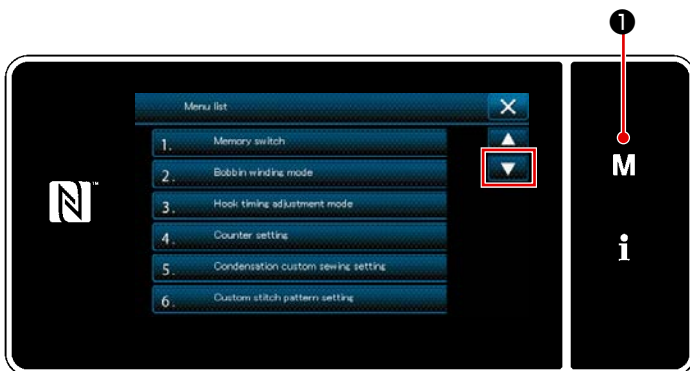 ❶
Menu list
1. Memory switch
2. Bobbin winding mode
3. Hook timing adjustment mode
4. Counter setting
5. Condensation custom sewing setting
6. Custom stitch pattern setting
M
i